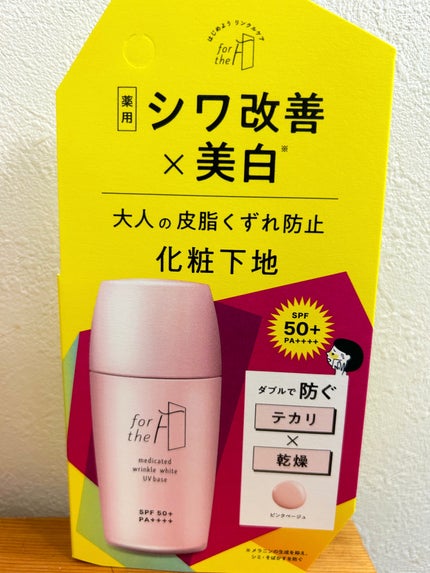 はじめよう リンクルケア
for
the
薬用
シワ改善
×美白※
大人の皮脂くずれ防止
化粧下地
SPF
50+
PA++++
ダブルで防ぐ
テカリ
×
乾燥
ピンクベージュ
for
the
medicated
wrinkle white
UV base
SPF 50+
PA++++
※メラニンの生成を抑え、
シミ・そばかすを防ぐ